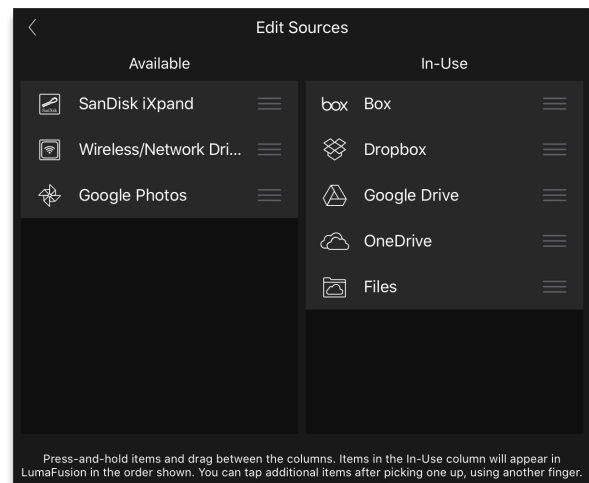 Edit Sources
Available
In-Use
SanDisk iXpand
Wireless/Network Dri...
Google Photos
box Box
Dropbox
Google Drive
OneDrive
Files
Press-and-hold items and drag between the columns. Items in the In-Use column will appear in
LumaFusion in the order shown. You can tap additional items after picking one up, using another finger.